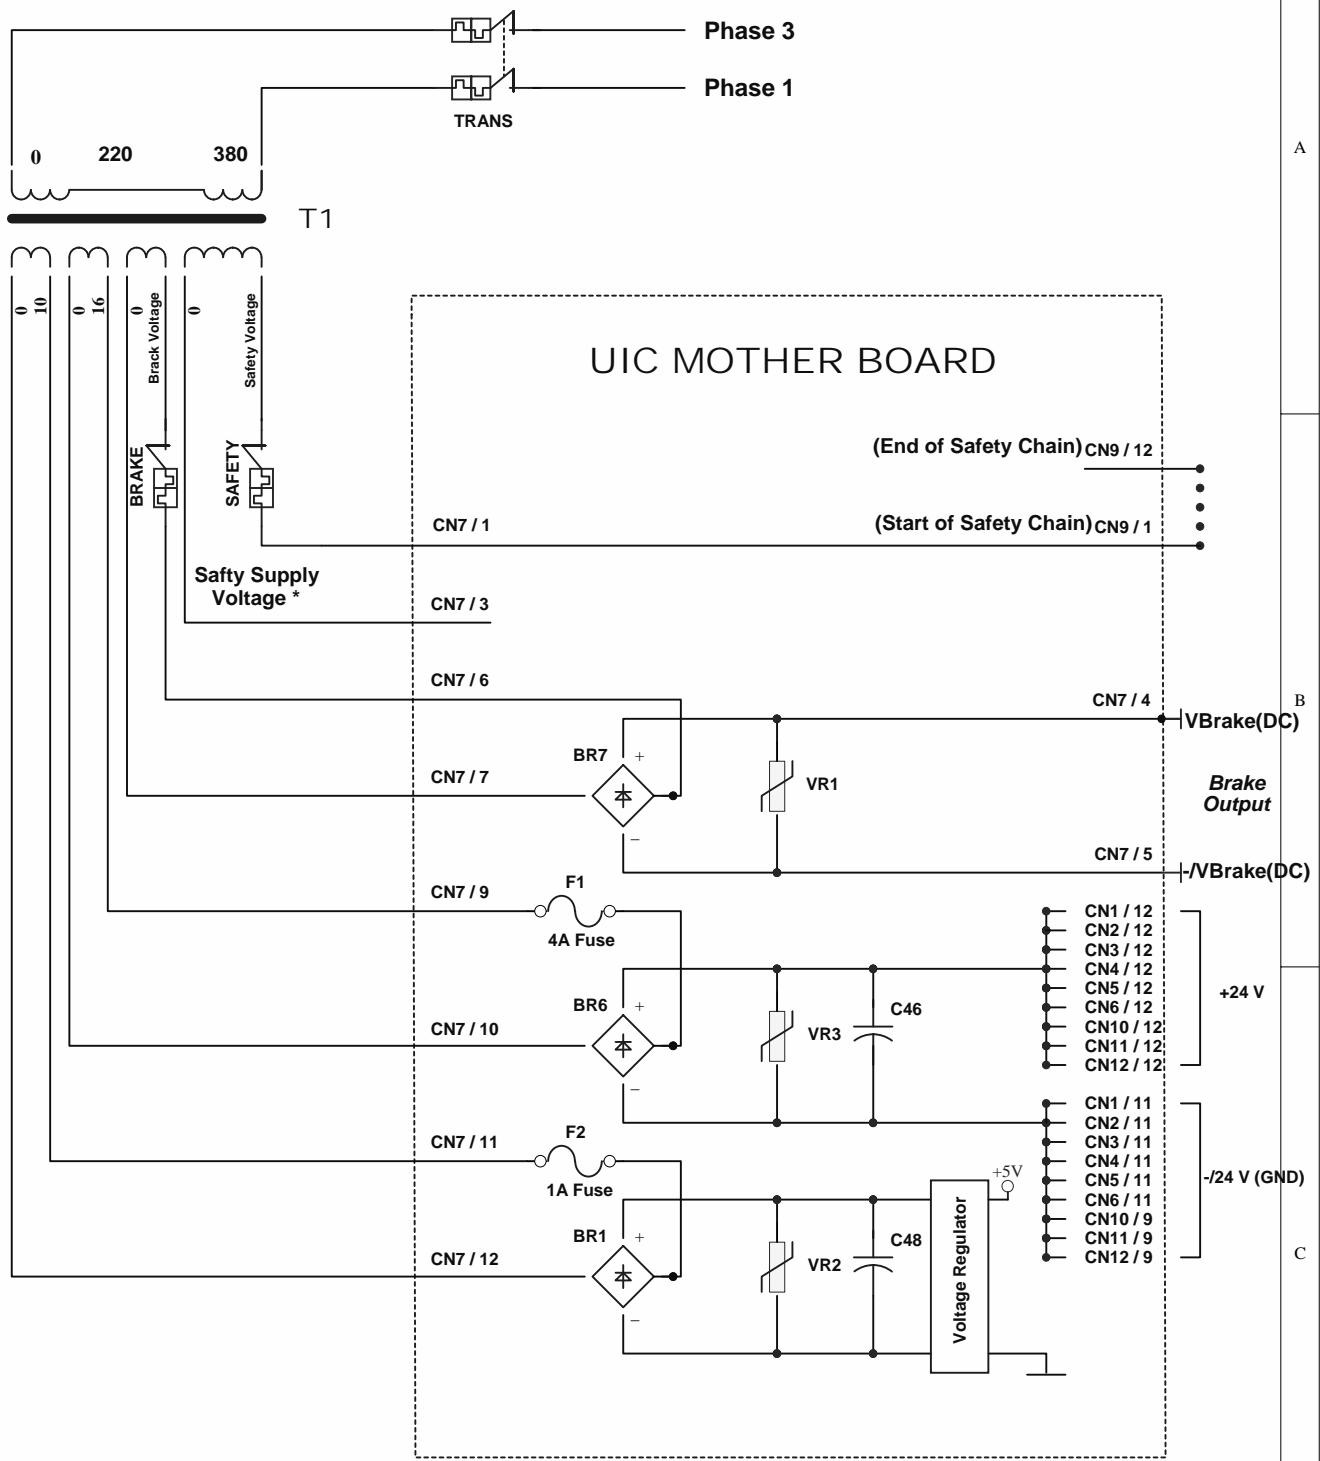 Phase 3
Phase 1
TRANS
A
0 220 380
T1
0
10
0
16
0
Brack Voltage
0
Safety Voltage
UIC MOTHER BOARD
BRAKE
SAFETY
(End of Safety Chain) CN9 / 12
CN7 / 1
(Start of Safety Chain) CN9 / 1
Safty Supply
Voltage *
CN7 / 3
CN7 / 6
CN7 / 4
B
VBrake(DC)
BR7
+
CN7 / 7
VR1
Brake
Output
−
CN7 / 5
-/VBrake(DC)
CN7 / 9
F1
4A Fuse
CN1 / 12
CN2 / 12
CN3 / 12
CN4 / 12
CN5 / 12
CN6 / 12
CN10 / 12
CN11 / 12
CN12 / 12
+24 V
BR6
+
C46
CN7 / 10
VR3
−
CN1 / 11
CN2 / 11
CN3 / 11
CN4 / 11
CN5 / 11
CN6 / 11
CN10 / 9
CN11 / 9
CN12 / 9
-/24 V (GND)
CN7 / 11
F2
1A Fuse
+5V
BR1
+
C48
Voltage Regulator
CN7 / 12
VR2
C
−